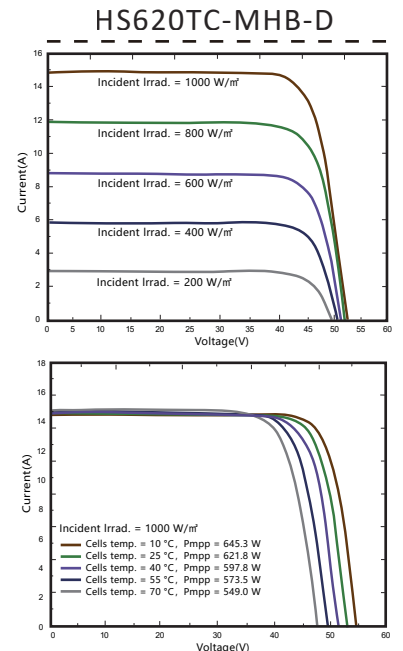 HS620TC-MHB-D
16
14
12
10
8
6
4
2
0
Current(A)
Incident Irrad. = 1000 W/㎡
Incident Irrad. = 800 W/㎡
Incident Irrad. = 600 W/㎡
Incident Irrad. = 400 W/㎡
Incident Irrad. = 200 W/㎡
0 5 10 15 20 25 30 35 40 45 50 55 60
Voltage(V)
18
16
14
12
10
8
6
4
2
0
Current(A)
Incident Irrad. = 1000 W/㎡
Cells temp. = 10 °C, Pmpp = 645.3 W
Cells temp. = 25 °C, Pmpp = 621.8 W
Cells temp. = 40 °C, Pmpp = 597.8 W
Cells temp. = 55 °C, Pmpp = 573.5 W
Cells temp. = 70 °C, Pmpp = 549.0 W
0 10 20 30 40 50 60
Voltage(V)